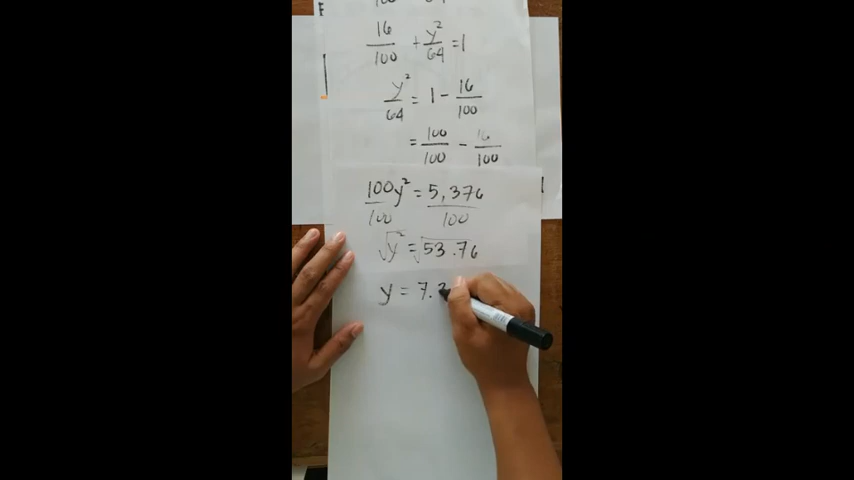 16/100 + y²/64 = 1
y²/64 = 1 - 16/100
= 100/100 - 16/100
100y²/100 = 5,376/100
√y² = √53.76
y = 7.3